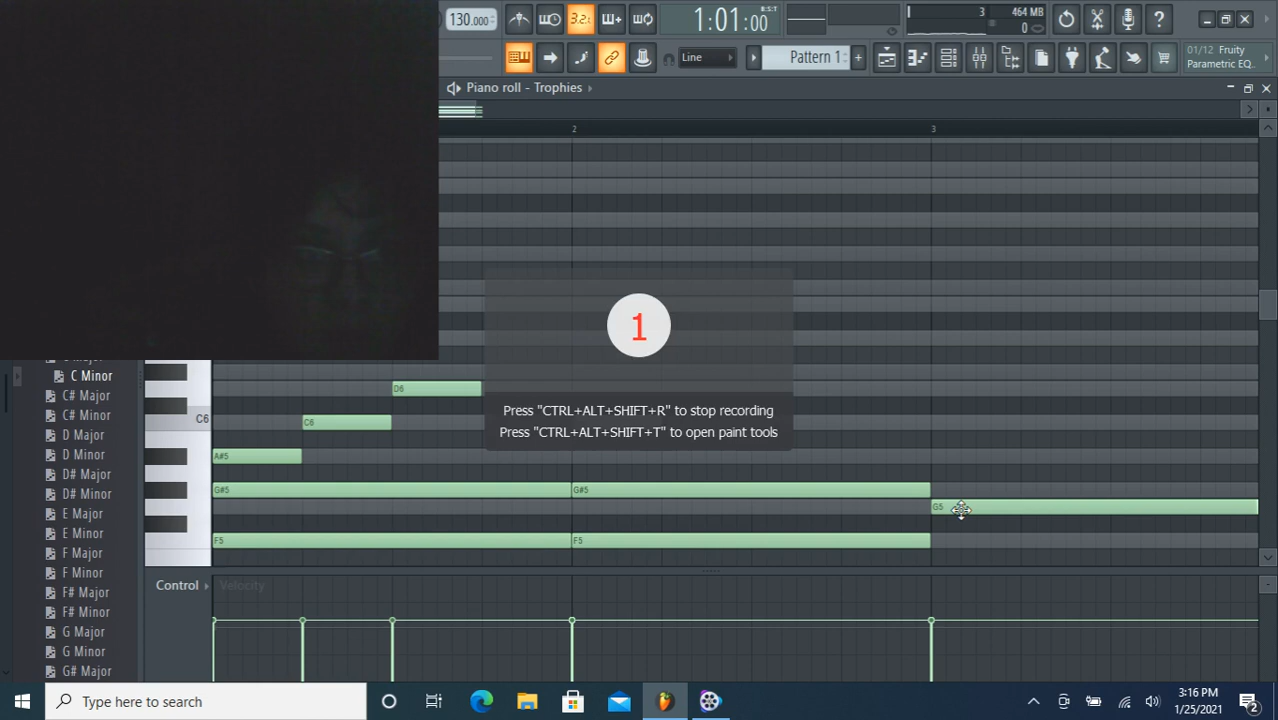 130.000
3.2.
1:01:00
B:S:T
3
464 MB
0
Line
Pattern 1
01/12 Fruity
Parametric EQ..
Piano roll - Trophies
2
3
1
Press "CTRL+ALT+SHIFT+R" to stop recording
Press "CTRL+ALT+SHIFT+T" to open paint tools
C Minor
C# Major
C# Minor
D Major
D Minor
D# Major
D# Minor
E Major
E Minor
F Major
F Minor
F# Major
F# Minor
G Major
G Minor
G# Major
C6
D6
C6
A#5
G#5
G#5
G5
F5
F5
Control
Velocity
Type here to search
3:16 PM
1/25/2021
2